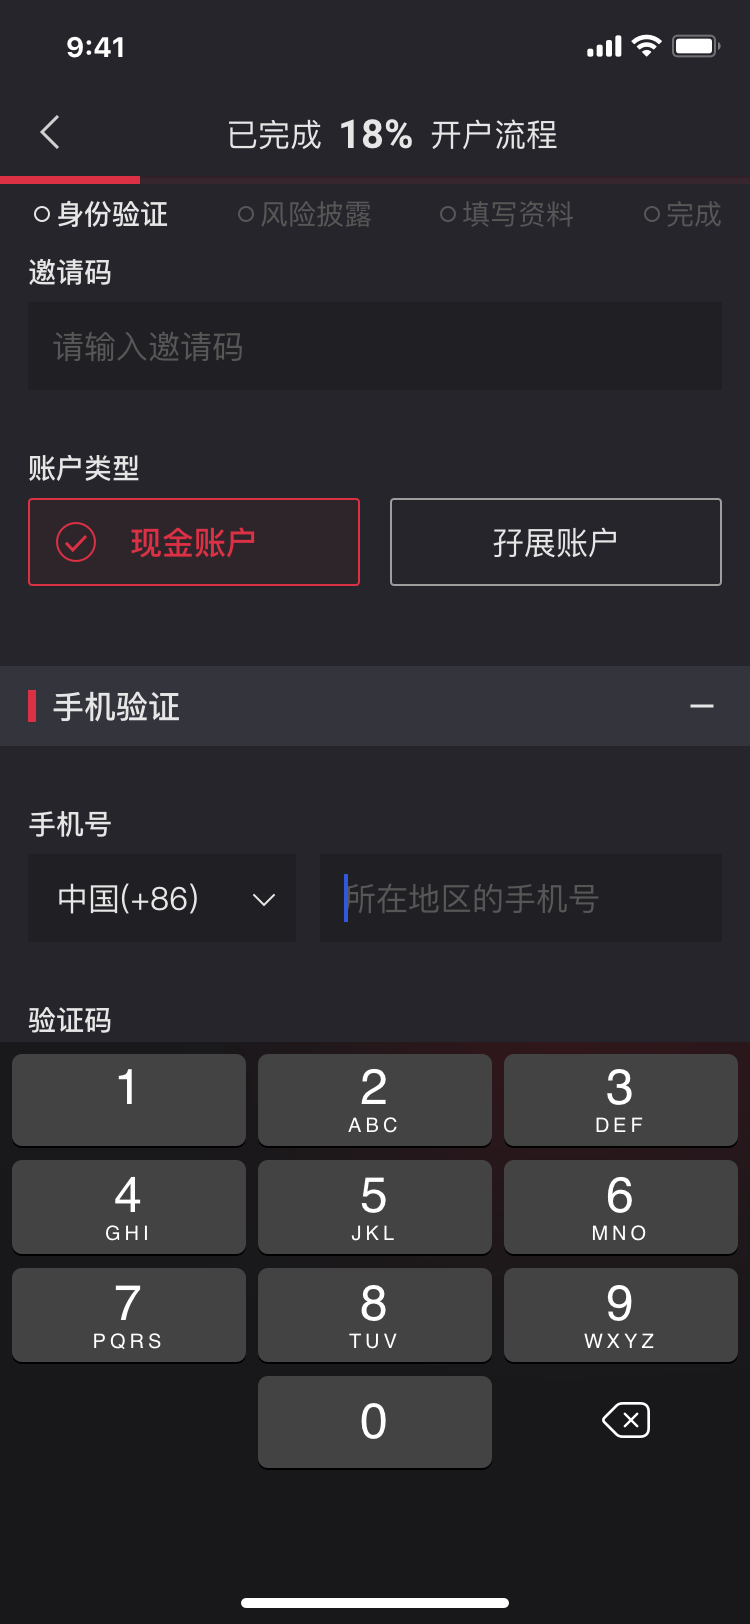 9:41
已完成 18% 开户流程
身份验证 风险披露 填写资料 完成
邀请码
请输入邀请码
账户类型
现金账户 孖展账户
手机验证
手机号
中国(+86) 所在地区的手机号
验证码
1 2 3
ABC DEF
4 5 6
GHI JKL MNO
7 8 9
PQRS TUV WXYZ
0